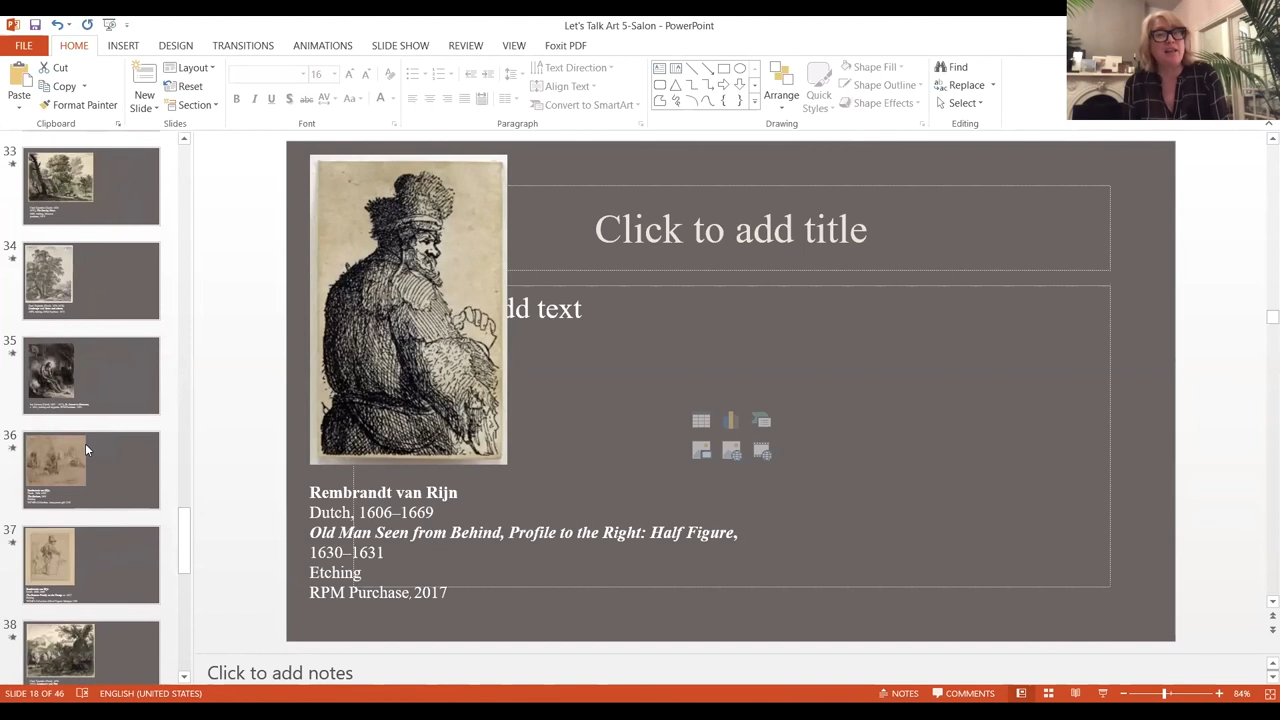 Let's Talk Art 5-Salon - PowerPoint
FILE HOME INSERT DESIGN TRANSITIONS ANIMATIONS SLIDE SHOW REVIEW VIEW Foxit PDF
Paste
Cut
Copy
Format Painter
Clipboard
New
Slide
Layout
Reset
Section
Slides
16
Font
Text Direction
Align Text
Convert to SmartArt
Paragraph
Arrange
Quick
Styles
Shape Fill
Shape Outline
Shape Effects
Drawing
Find
Replace
Select
Editing
33
34
35
36
37
38
Click to add title
dd text
Rembrandt van Rijn
Dutch, 1606–1669
Old Man Seen from Behind, Profile to the Right: Half Figure,
1630–1631
Etching
RPM Purchase, 2017
Click to add notes
SLIDE 18 OF 46 ENGLISH (UNITED STATES) NOTES COMMENTS 84%